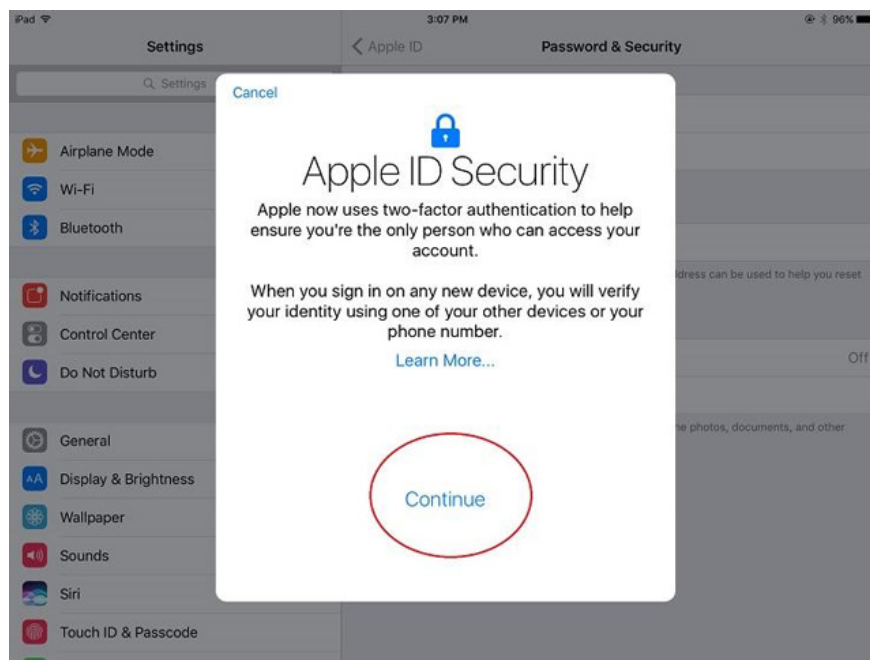 iPad 3:07 PM 96%
Settings
Apple ID Password & Security
Settings
Cancel
Apple ID Security
Apple now uses two-factor authentication to help
ensure you're the only person who can access your
account.
When you sign in on any new device, you will verify
your identity using one of your other devices or your
phone number.
Learn More...
Continue
Airplane Mode
Wi-Fi
Bluetooth
Notifications
Control Center
Do Not Disturb
General
AA Display & Brightness
Wallpaper
Sounds
Siri
Touch ID & Passcode
can be used to help you reset
Off
photos, documents, and other